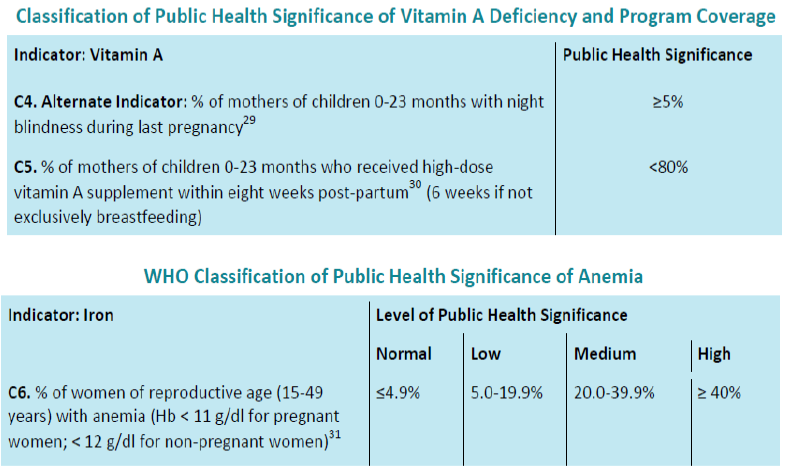 Classification of Public Health Significance of Vitamin A Deficiency and Program Coverage
Indicator: Vitamin A
Public Health Significance
C4. Alternate Indicator: % of mothers of children 0-23 months with night
blindness during last pregnancy29
≥5%
C5. % of mothers of children 0-23 months who received high-dose
vitamin A supplement within eight weeks post-partum30 (6 weeks if not
exclusively breastfeeding)
<80%
WHO Classification of Public Health Significance of Anemia
Indicator: Iron
Level of Public Health Significance
Normal
Low
Medium
High
C6. % of women of reproductive age (15-49
years) with anemia (Hb < 11 g/dl for pregnant
women; < 12 g/dl for non-pregnant women)31
≤4.9%
5.0-19.9%
20.0-39.9%
≥ 40%